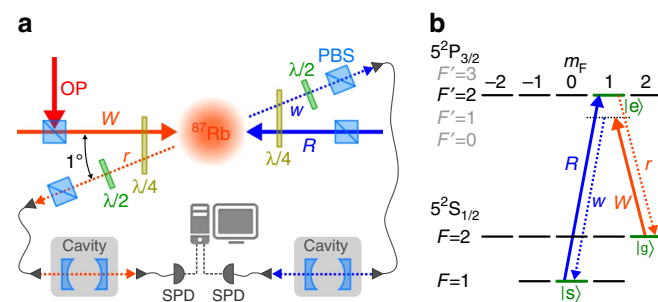 a
OP
W
1°
r
λ/2
λ/4
⁸⁷Rb
PBS
λ/2
w
R
λ/4
Cavity
SPD
SPD
Cavity
b
5²P₃/₂
F′=3
F′=2
F′=1
F′=0
m_F
−2 −1 0 1 2
|e⟩
R
w
W
r
5²S₁/₂
F=2
|g⟩
F=1
|s⟩